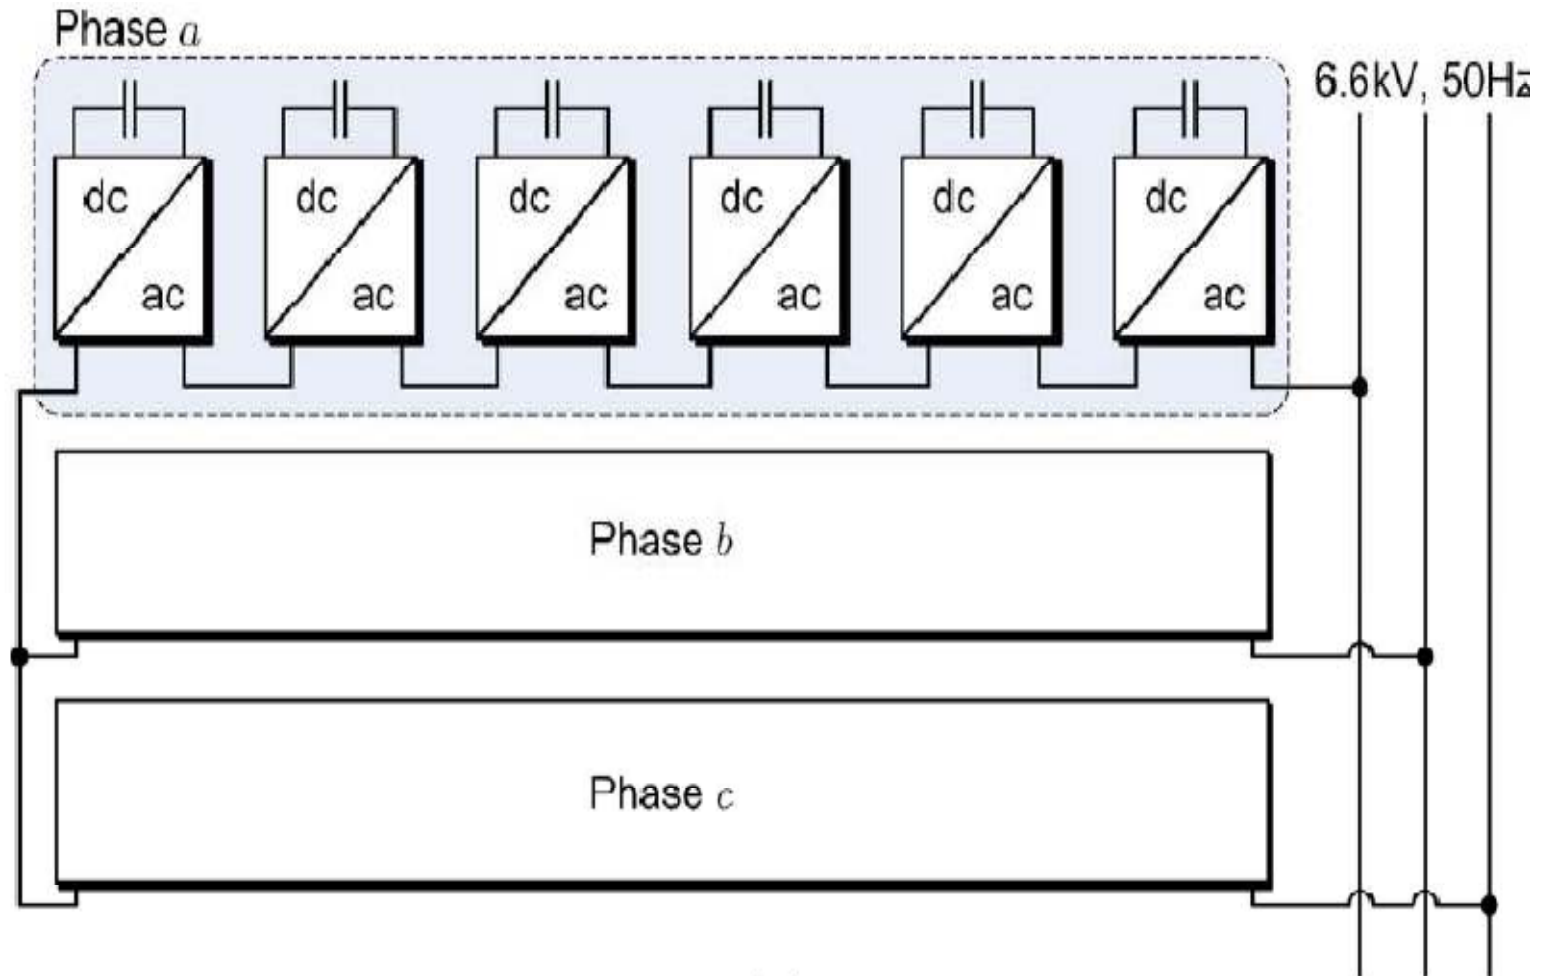 Phase a
6.6kV, 50Hz
dc dc dc dc dc dc
ac ac ac ac ac ac
Phase b
Phase c